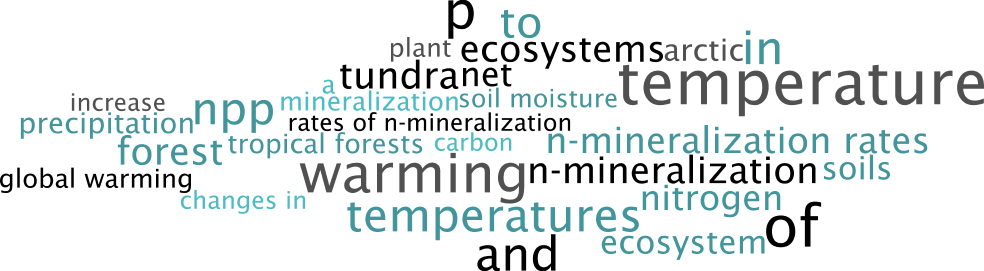 p to
plant ecosystems arctic in
tundra net temperature
a
increase npp mineralization soil moisture
precipitation rates of n-mineralization
forest tropical forests carbon n-mineralization rates
global warming warming n-mineralization soils
changes in temperatures nitrogen
and ecosystem of